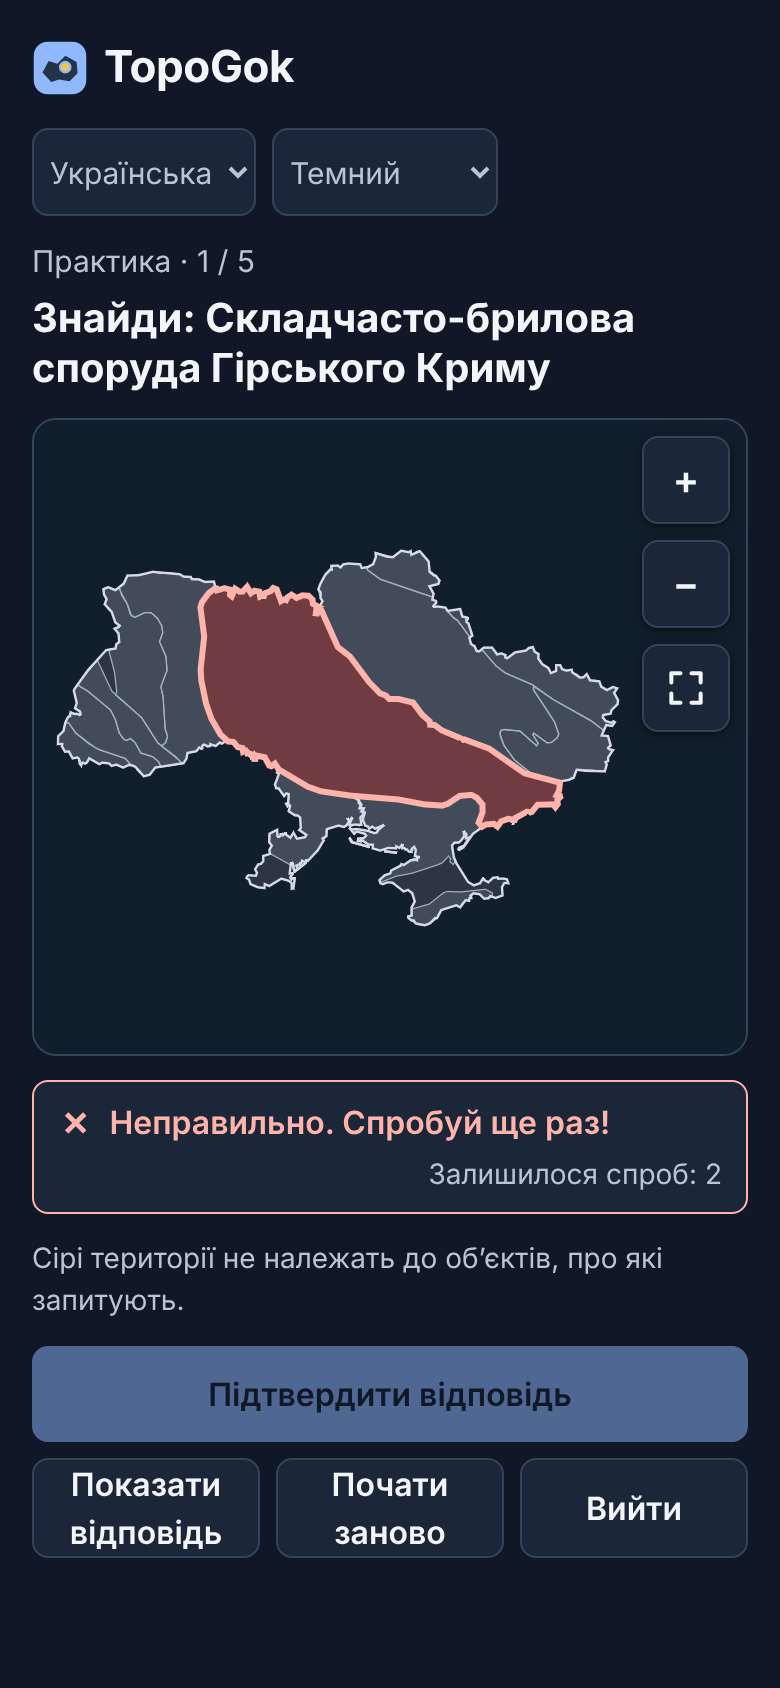 TopoGok
Українська
Темний
Практика · 1 / 5
Знайди: Складчасто-брилова
споруда Гірського Криму
+
−
✕ Неправильно. Спробуй ще раз!
Залишилося спроб: 2
Сірі території не належать до об’єктів, про які
запитують.
Підтвердити відповідь
Показати
відповідь
Почати
заново
Вийти